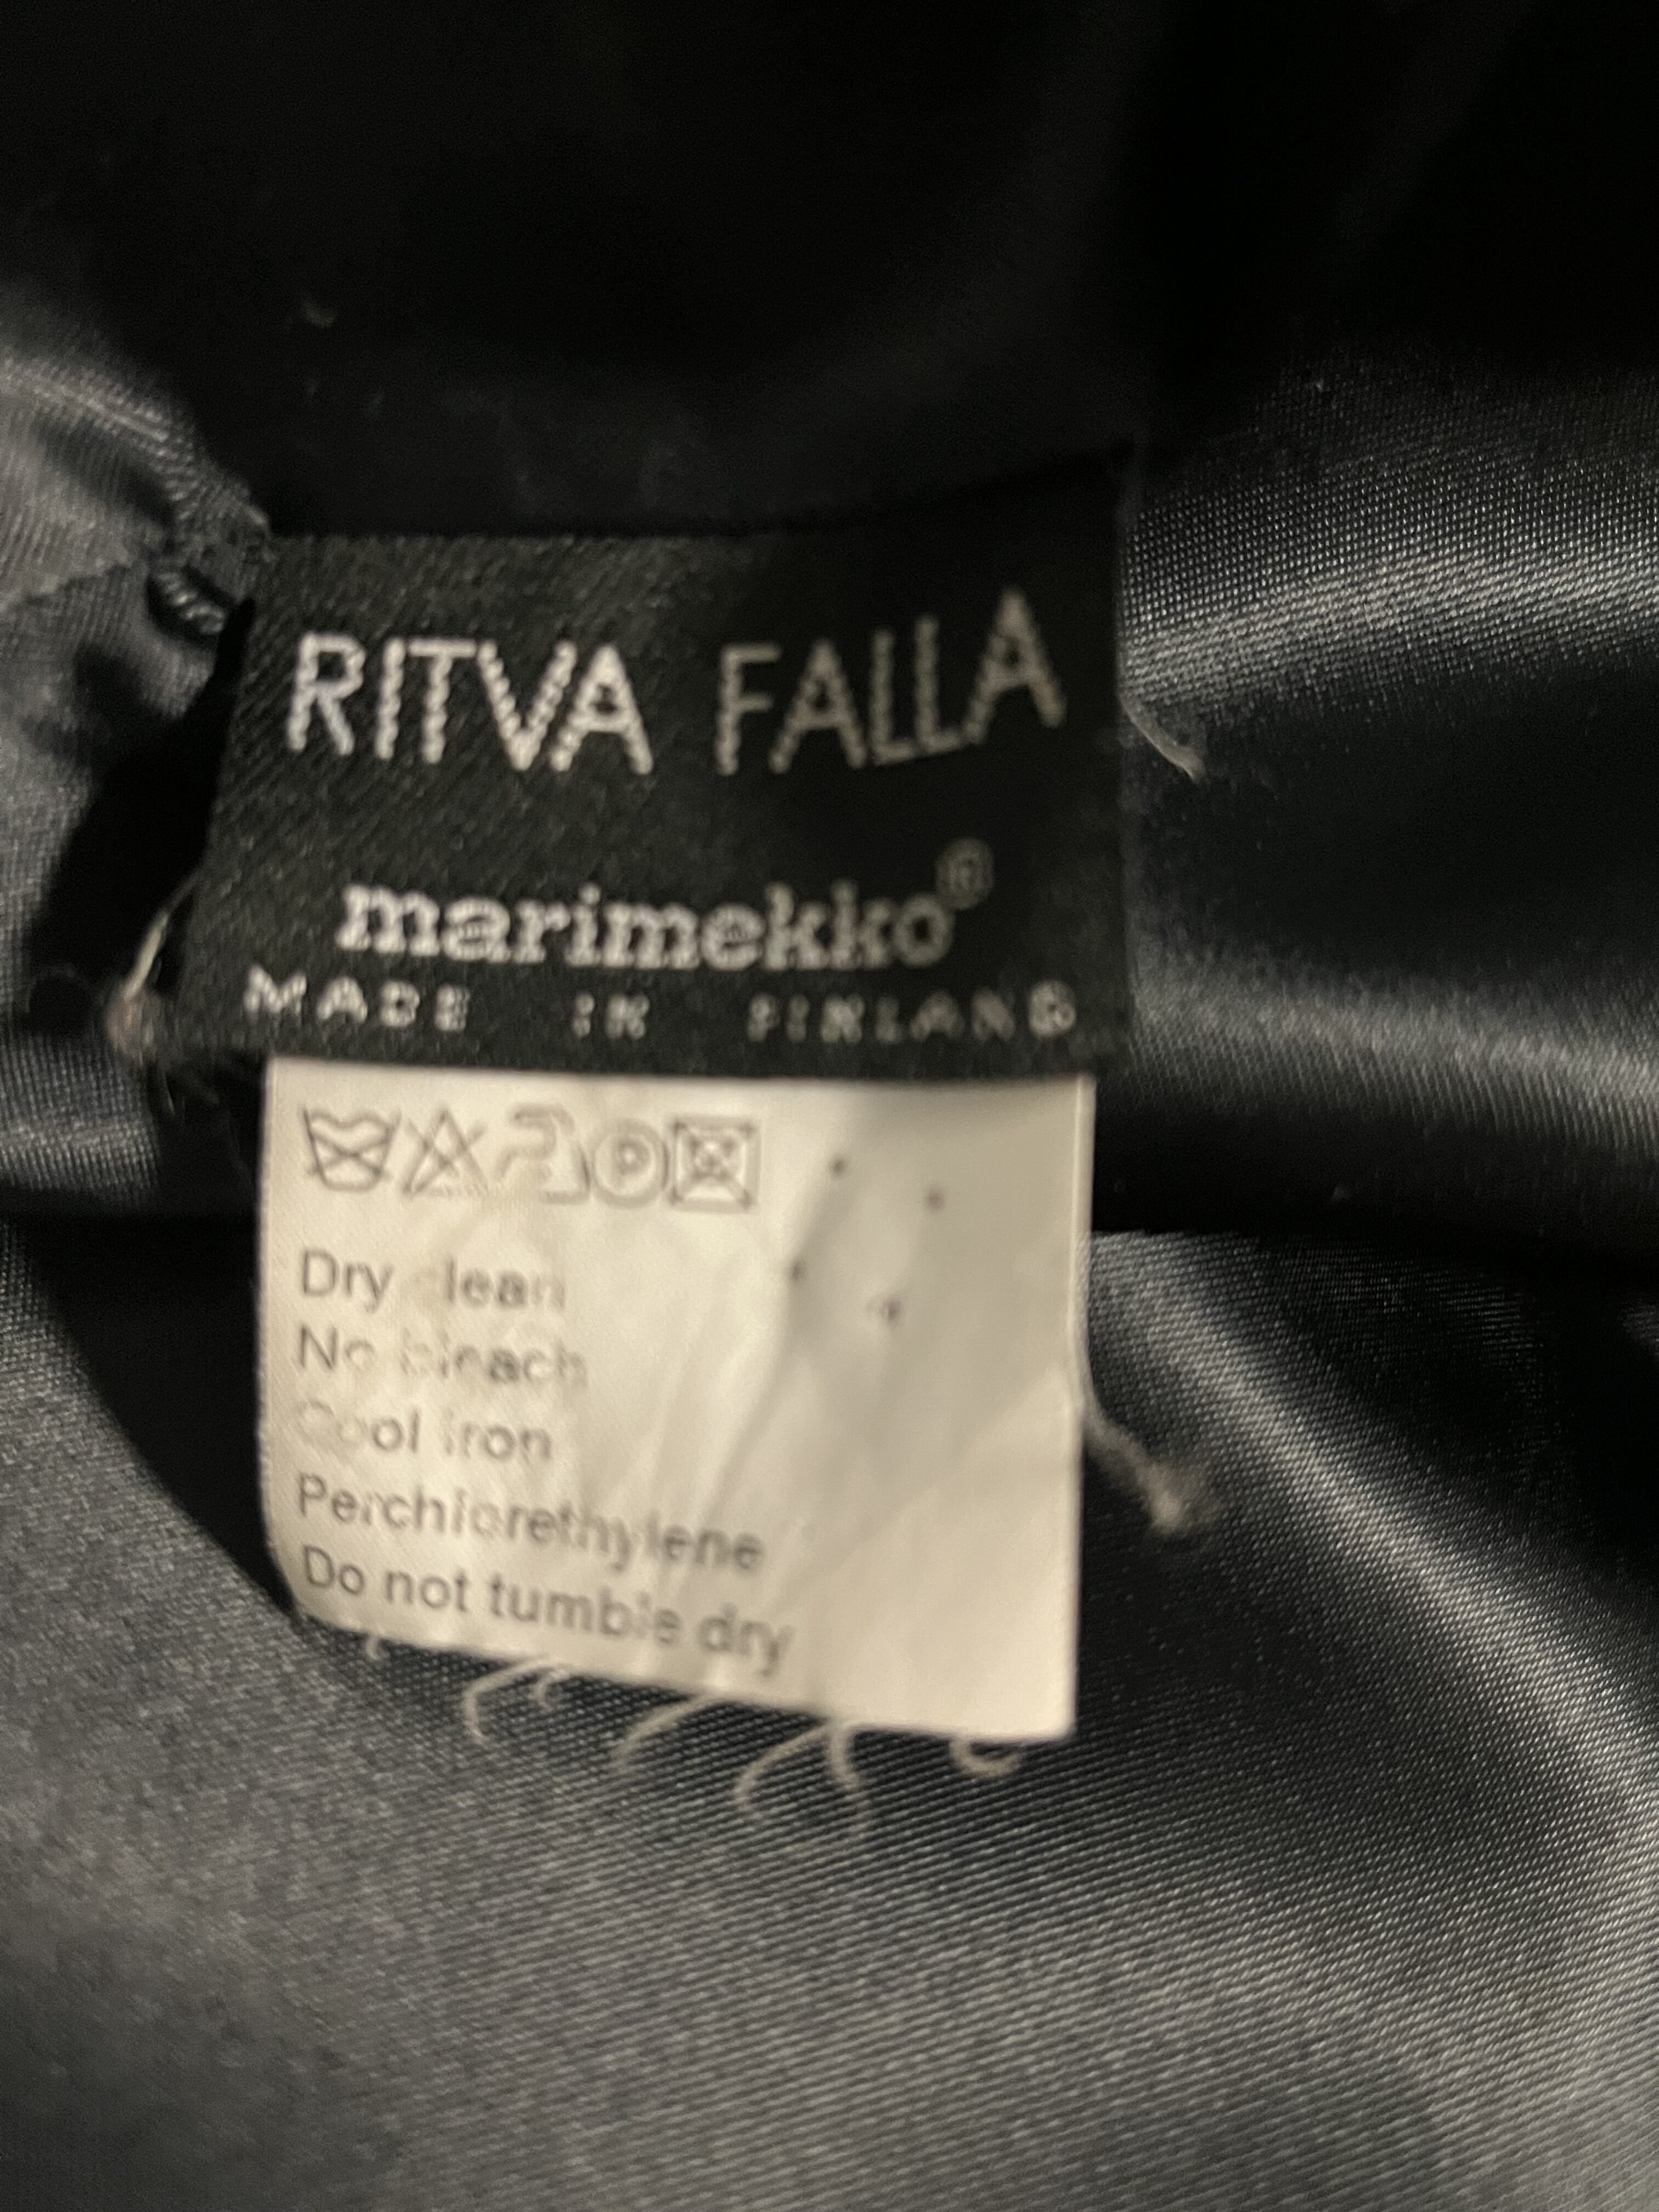 RITVA FALLA
marimekko®
MADE IN FINLAND
P
Dry clean
No bleach
Cool iron
Perchlorethylene
Do not tumble dry